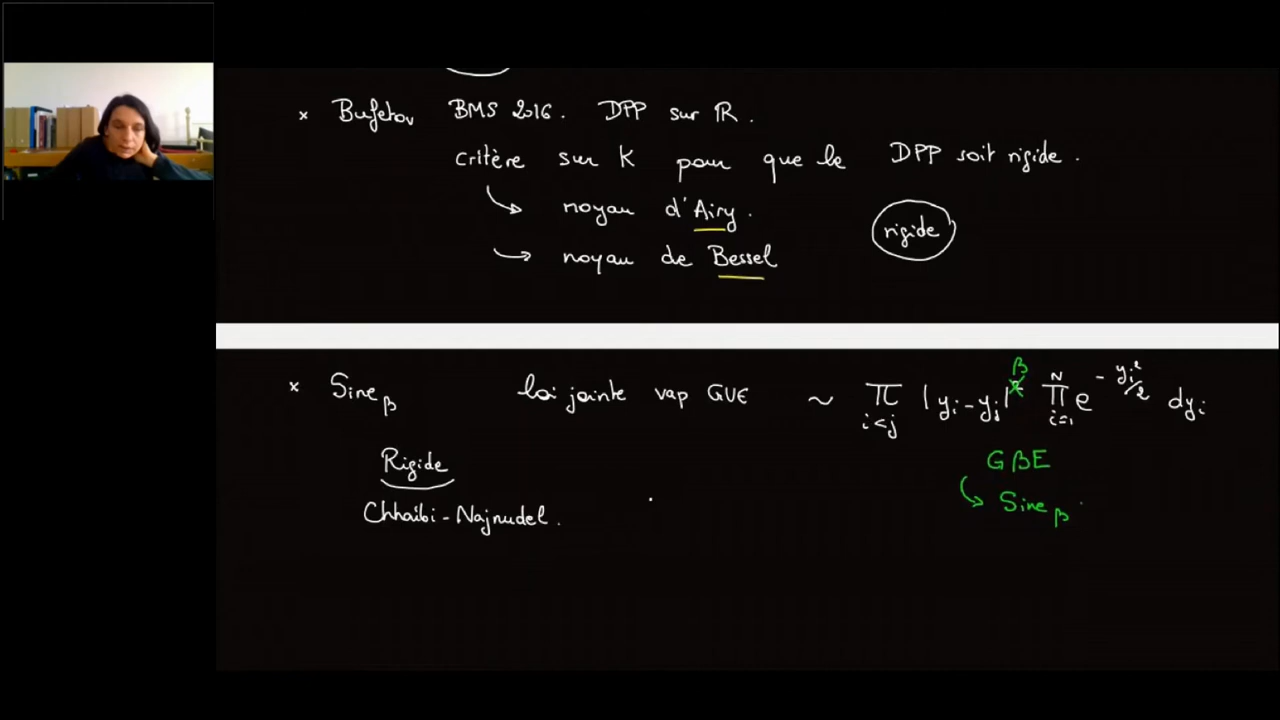 × Bufetov BMS 2016. DPP sur ℝ.
critère sur K pour que le DPP soit rigide.
↳ noyau d'Airy.
rigide
↳ noyau de Bessel
× Sine_β loi jointe vap GUE ~ ∏_{i<j} |y_i - y_j|^β ∏_{i=1}^N e^{-y_i²/2} dy_i
Rigide
GβE
Chhaibi-Najnudel.
↳ Sine_β